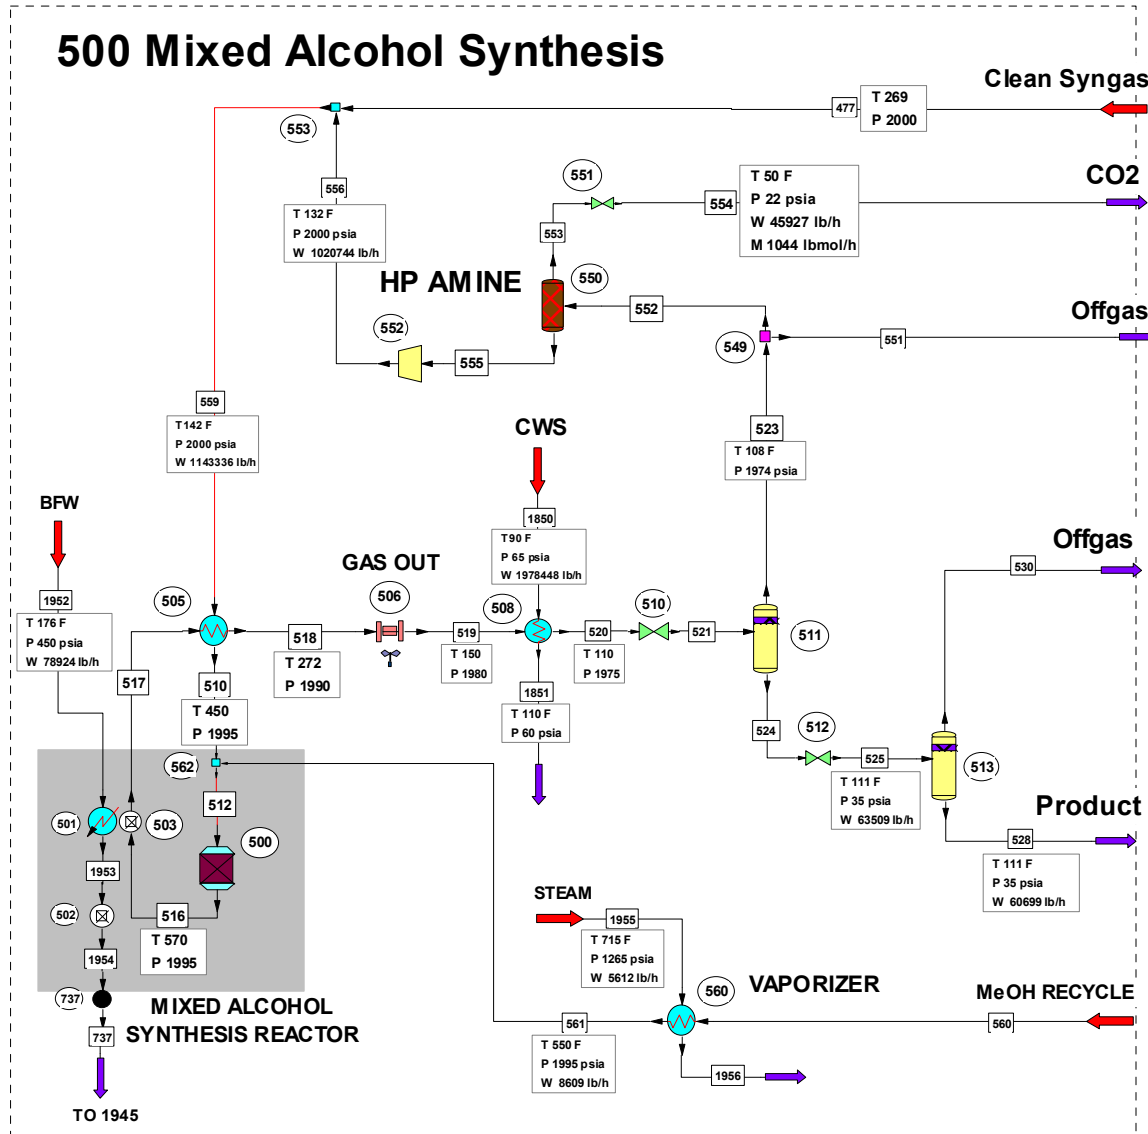 500 Mixed Alcohol Synthesis
Clean Syngas
477
T 269
P 2000
553
CO2
551
554
T 50 F
P 22 psia
W 45927 lb/h
M 1044 lbmol/h
556
T 132 F
P 2000 psia
W 1020744 lb/h
553
HP AMINE
550
552
Offgas
552
555
549
551
559
T142 F
P 2000 psia
W 1143336 lb/h
CWS
523
T 108 F
P 1974 psia
BFW
1850
T90 F
P 65 psia
W 1978448 lb/h
Offgas
530
1952
T 176 F
P 450 psia
W 78924 lb/h
505
GAS OUT
506
508
510
511
518
T 272
P 1990
519
T 150
P 1980
520
T 110
P 1975
521
517
510
T 450
P 1995
1851
T 110 F
P 60 psia
524
512
525
T 111 F
P 35 psia
W 63509 lb/h
513
562
512
Product
501
503
500
528
T 111 F
P 35 psia
W 60699 lb/h
1953
502
516
T 570
P 1995
STEAM
1955
T 715 F
P 1265 psia
W 5612 lb/h
1954
737
MIXED ALCOHOL
SYNTHESIS REACTOR
560
VAPORIZER
MeOH RECYCLE
560
561
T 550 F
P 1995 psia
W 8609 lb/h
737
1956
TO 1945